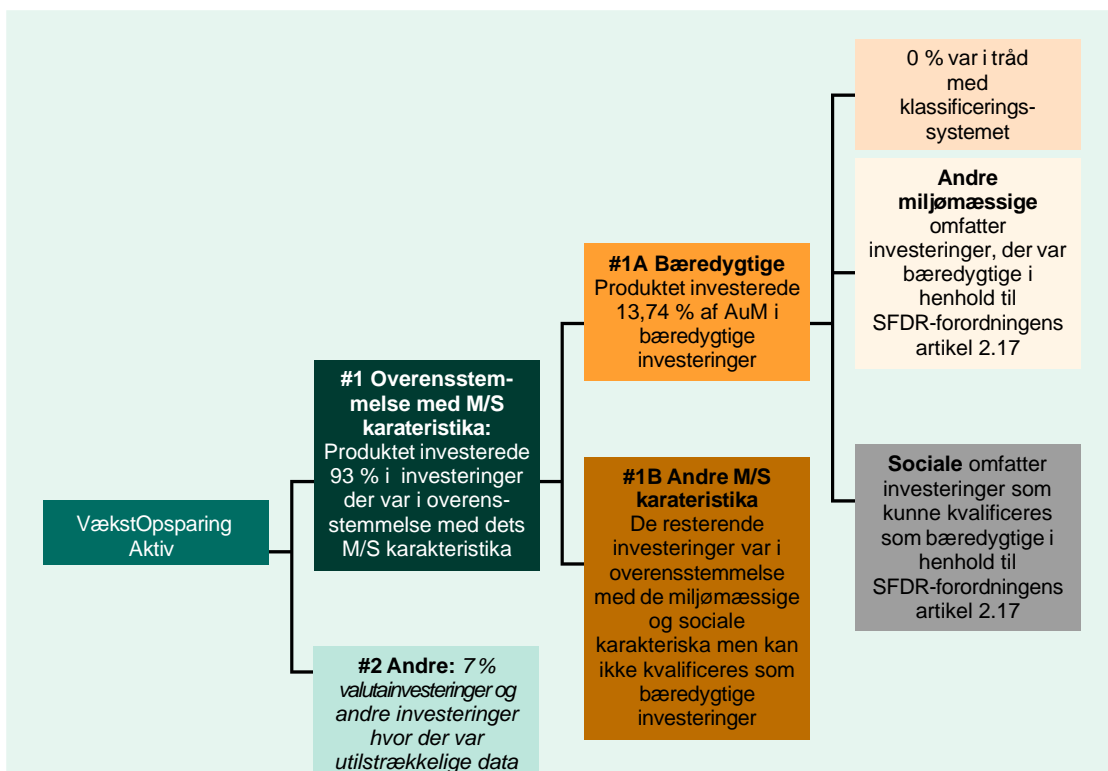 VækstOpsparing
Aktiv
#1 Overensstem-
melse med M/S
karateristika:
Produktet investerede
93 % i investeringer
der var i overens-
stemmelse med dets
M/S karakteristika
#2 Andre: 7 %
valutainvesteringer og
andre investeringer
hvor der var
utilstrækkelige data
#1A Bæredygtige
Produktet investerede
13,74 % af AuM i
bæredygtige
investeringer
#1B Andre M/S
karateristika
De resterende
investeringer var i
overensstemmelse
med de miljømæssige
og sociale
karakteriska men kan
ikke kvalificeres som
bæredygtige
investeringer
0 % var i tråd
med
klassificerings-
systemet
Andre
miljømæssige
omfatter
investeringer, der var
bæredygtige i
henhold til
SFDR-forordningens
artikel 2.17
Sociale omfatter
investeringer som
kunne kvalificeres
som bæredygtige i
henhold til
SFDR-forordningens
artikel 2.17